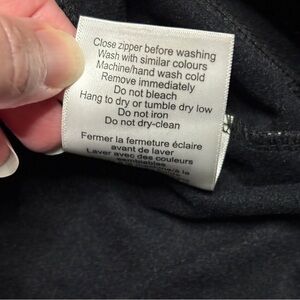 Close zipper before washing
Wash with similar colours
Machine/hand wash cold
Remove immediately
Do not bleach
Hang to dry or tumble dry low
Do not iron
Do not dry-clean
Fermer la fermeture éclaire
avant de laver
Laver avec des couleurs
semblables